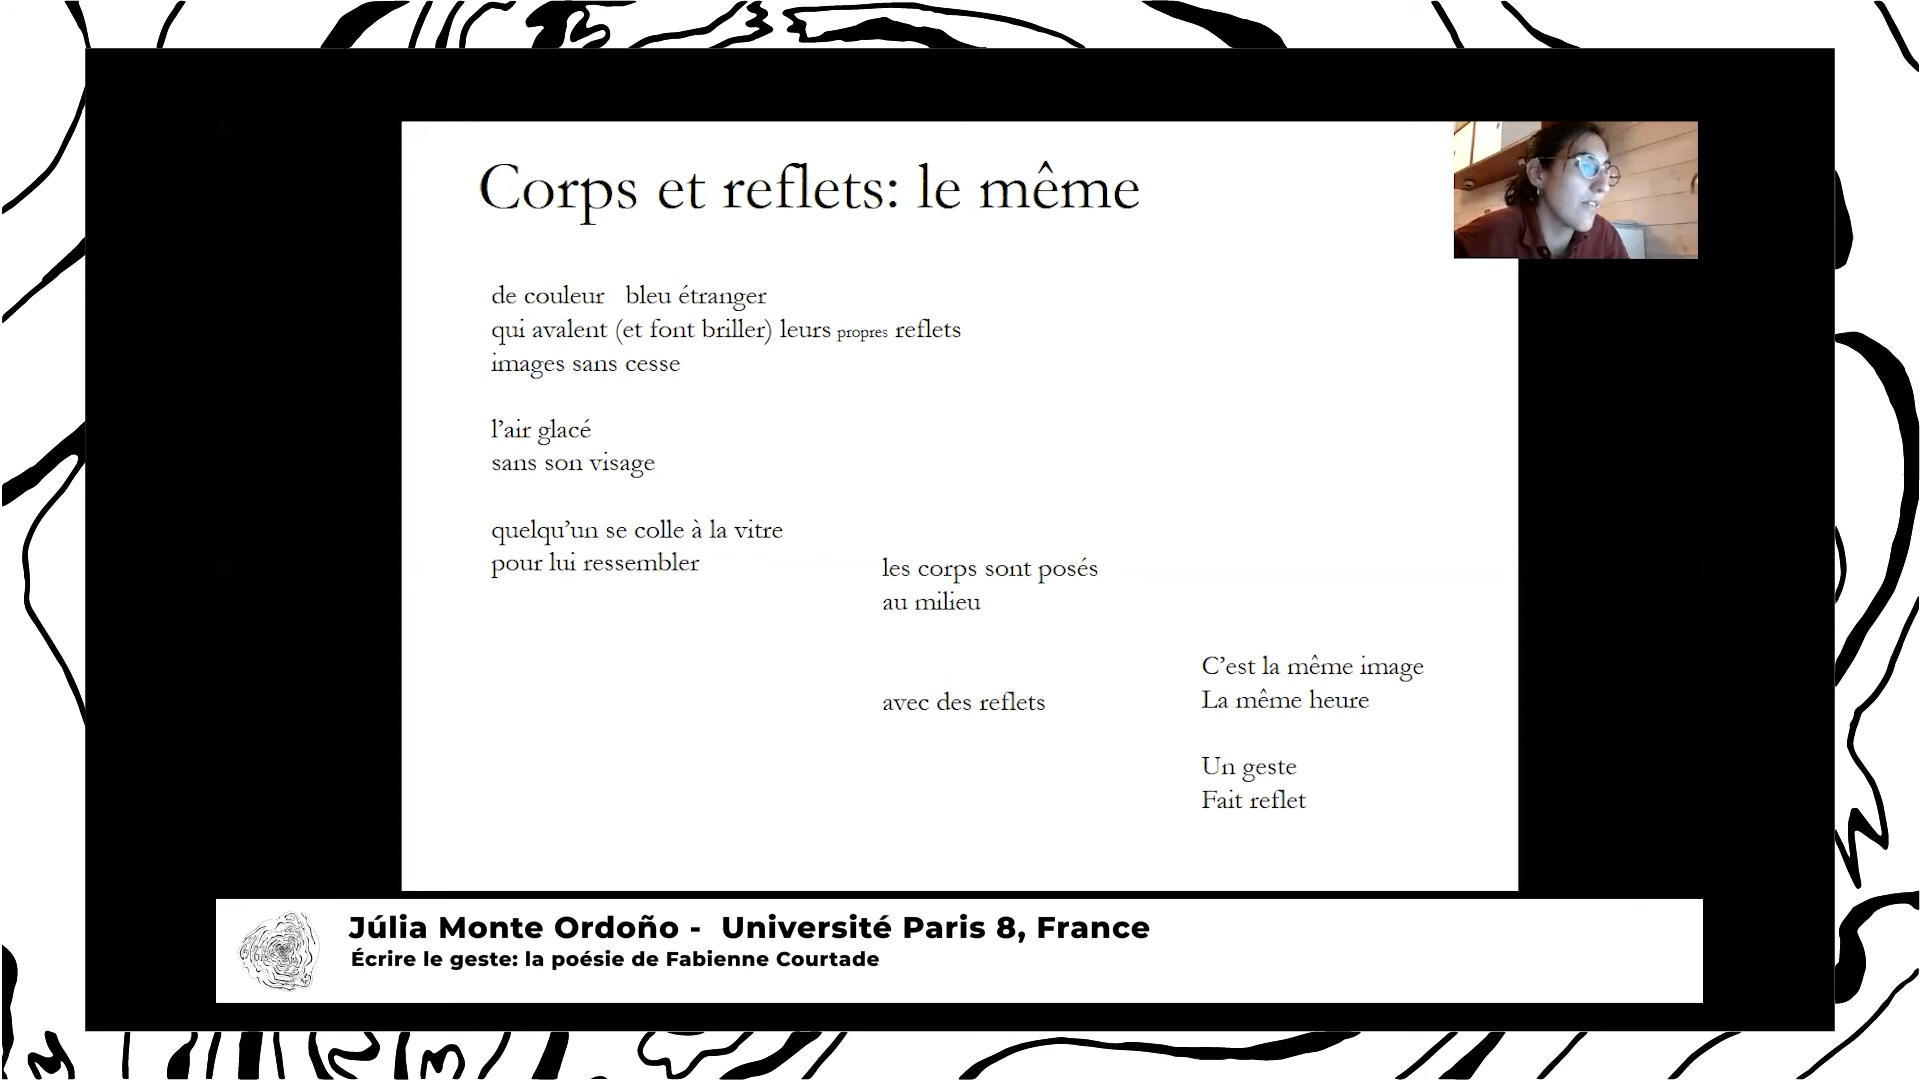 Corps et reflets: le même
de couleur   bleu étranger
qui avalent (et font briller) leurs propres reflets
images sans cesse
l’air glacé
sans son visage
quelqu’un se colle à la vitre
pour lui ressembler
les corps sont posés
au milieu
avec des reflets
C’est la même image
La même heure
Un geste
Fait reflet
Júlia Monte Ordoño -  Université Paris 8, France
Écrire le geste: la poésie de Fabienne Courtade